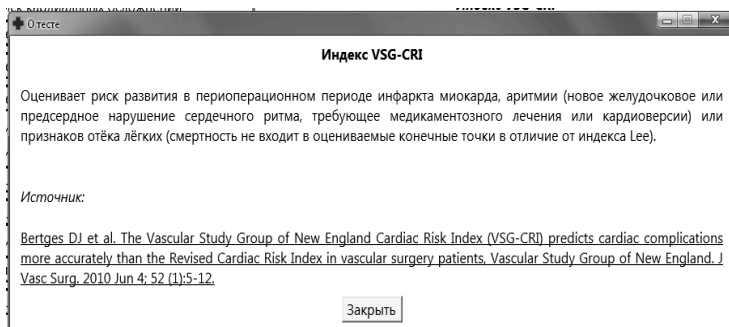 О тесте
Индекс VSG-CRI
Оценивает риск развития в периоперационном периоде инфаркта миокарда, аритмии (новое желудочковое или
предсердное нарушение сердечного ритма, требующее медикаментозного лечения или кардиоверсии) или
признаков отёка лёгких (смертность не входит в оцениваемые конечные точки в отличие от индекса Lee).
Источник:
Bertges DJ et al. The Vascular Study Group of New England Cardiac Risk Index (VSG-CRI) predicts cardiac complications
more accurately than the Revised Cardiac Risk Index in vascular surgery patients, Vascular Study Group of New England. J
Vasc Surg. 2010 Jun 4; 52 (1):5-12.
Закрыть